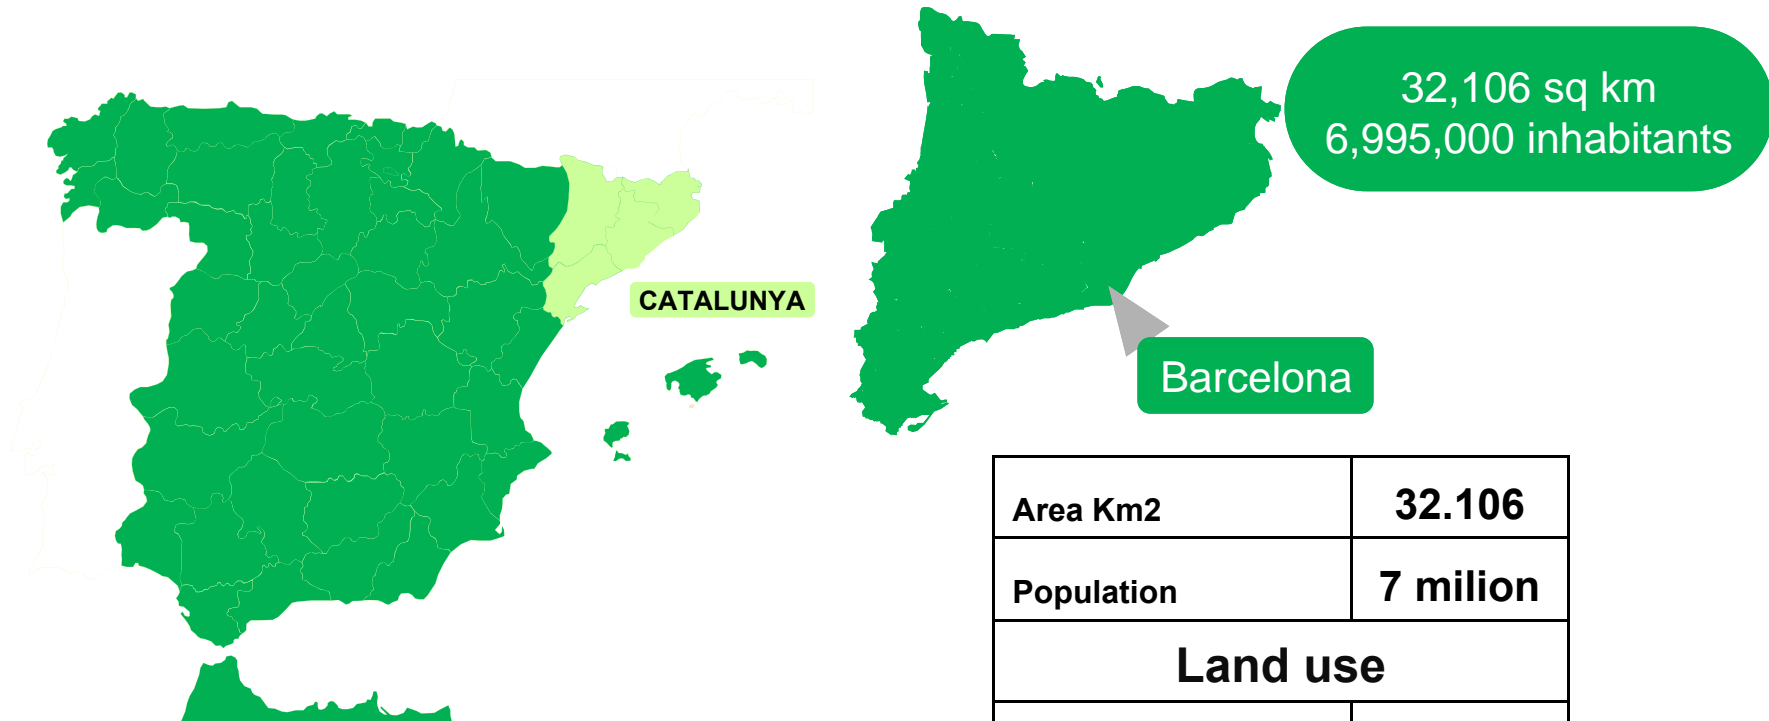 32,106 sq km
6,995,000 inhabitants
CATALUNYA
Barcelona
Area Km2 32.106
Population 7 milion
Land use